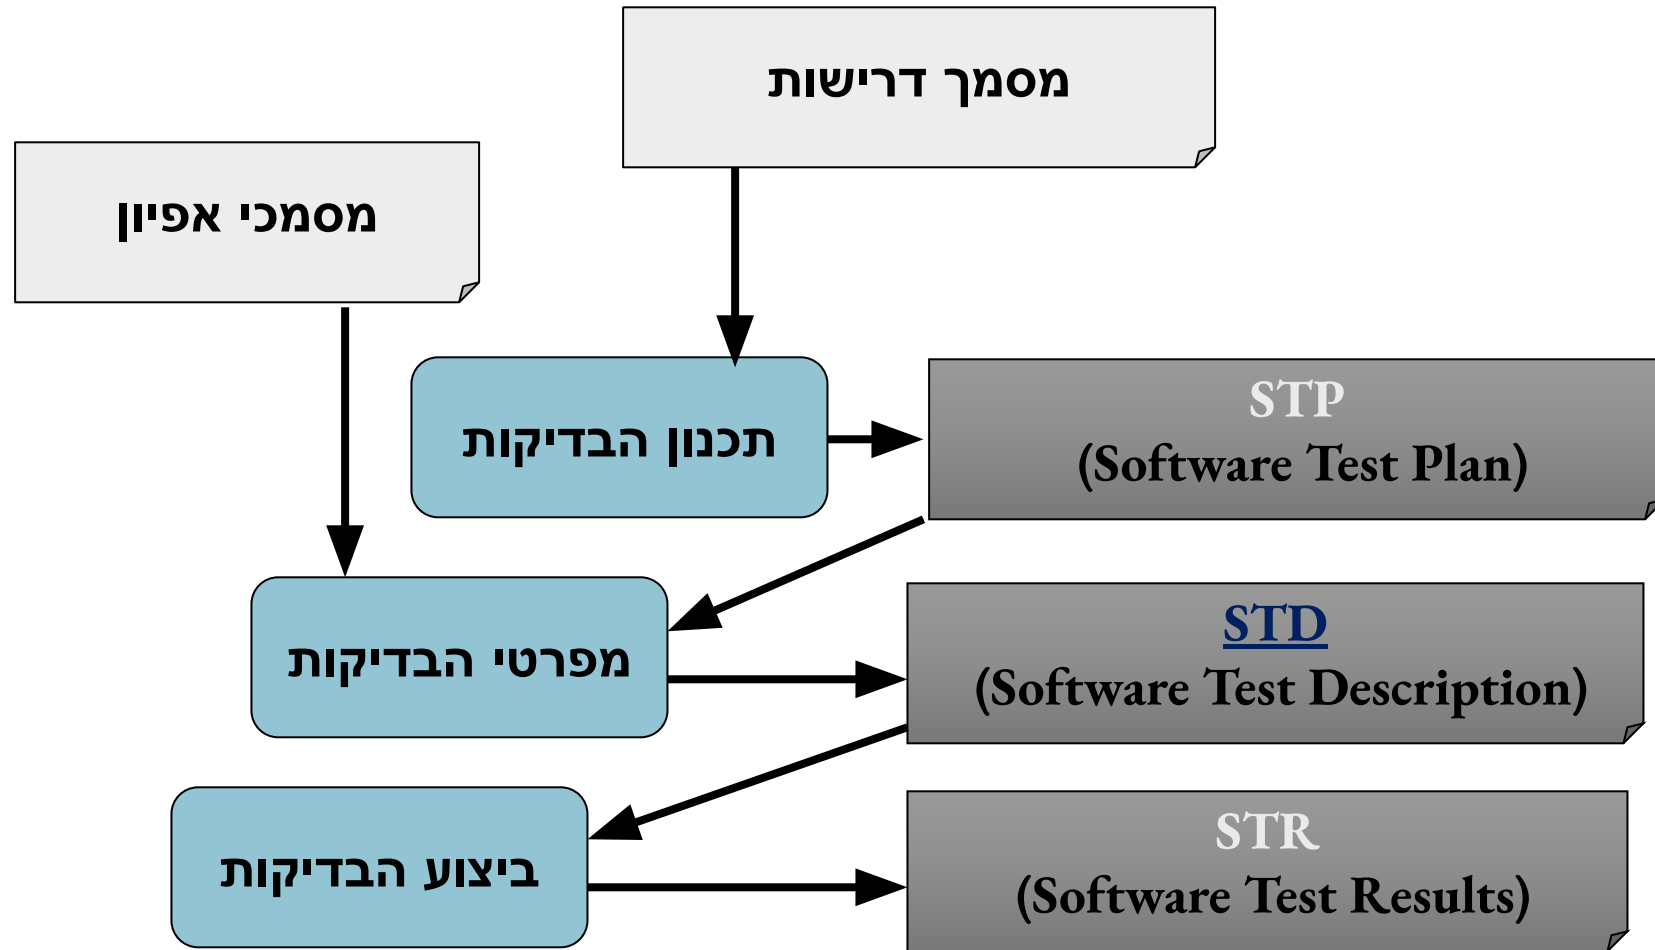 מסמך דרישות
מסמכי אפיון
תכנון הבדיקות
STP
(Software Test Plan)
מפרטי הבדיקות
STD
(Software Test Description)
ביצוע הבדיקות
STR
(Software Test Results)